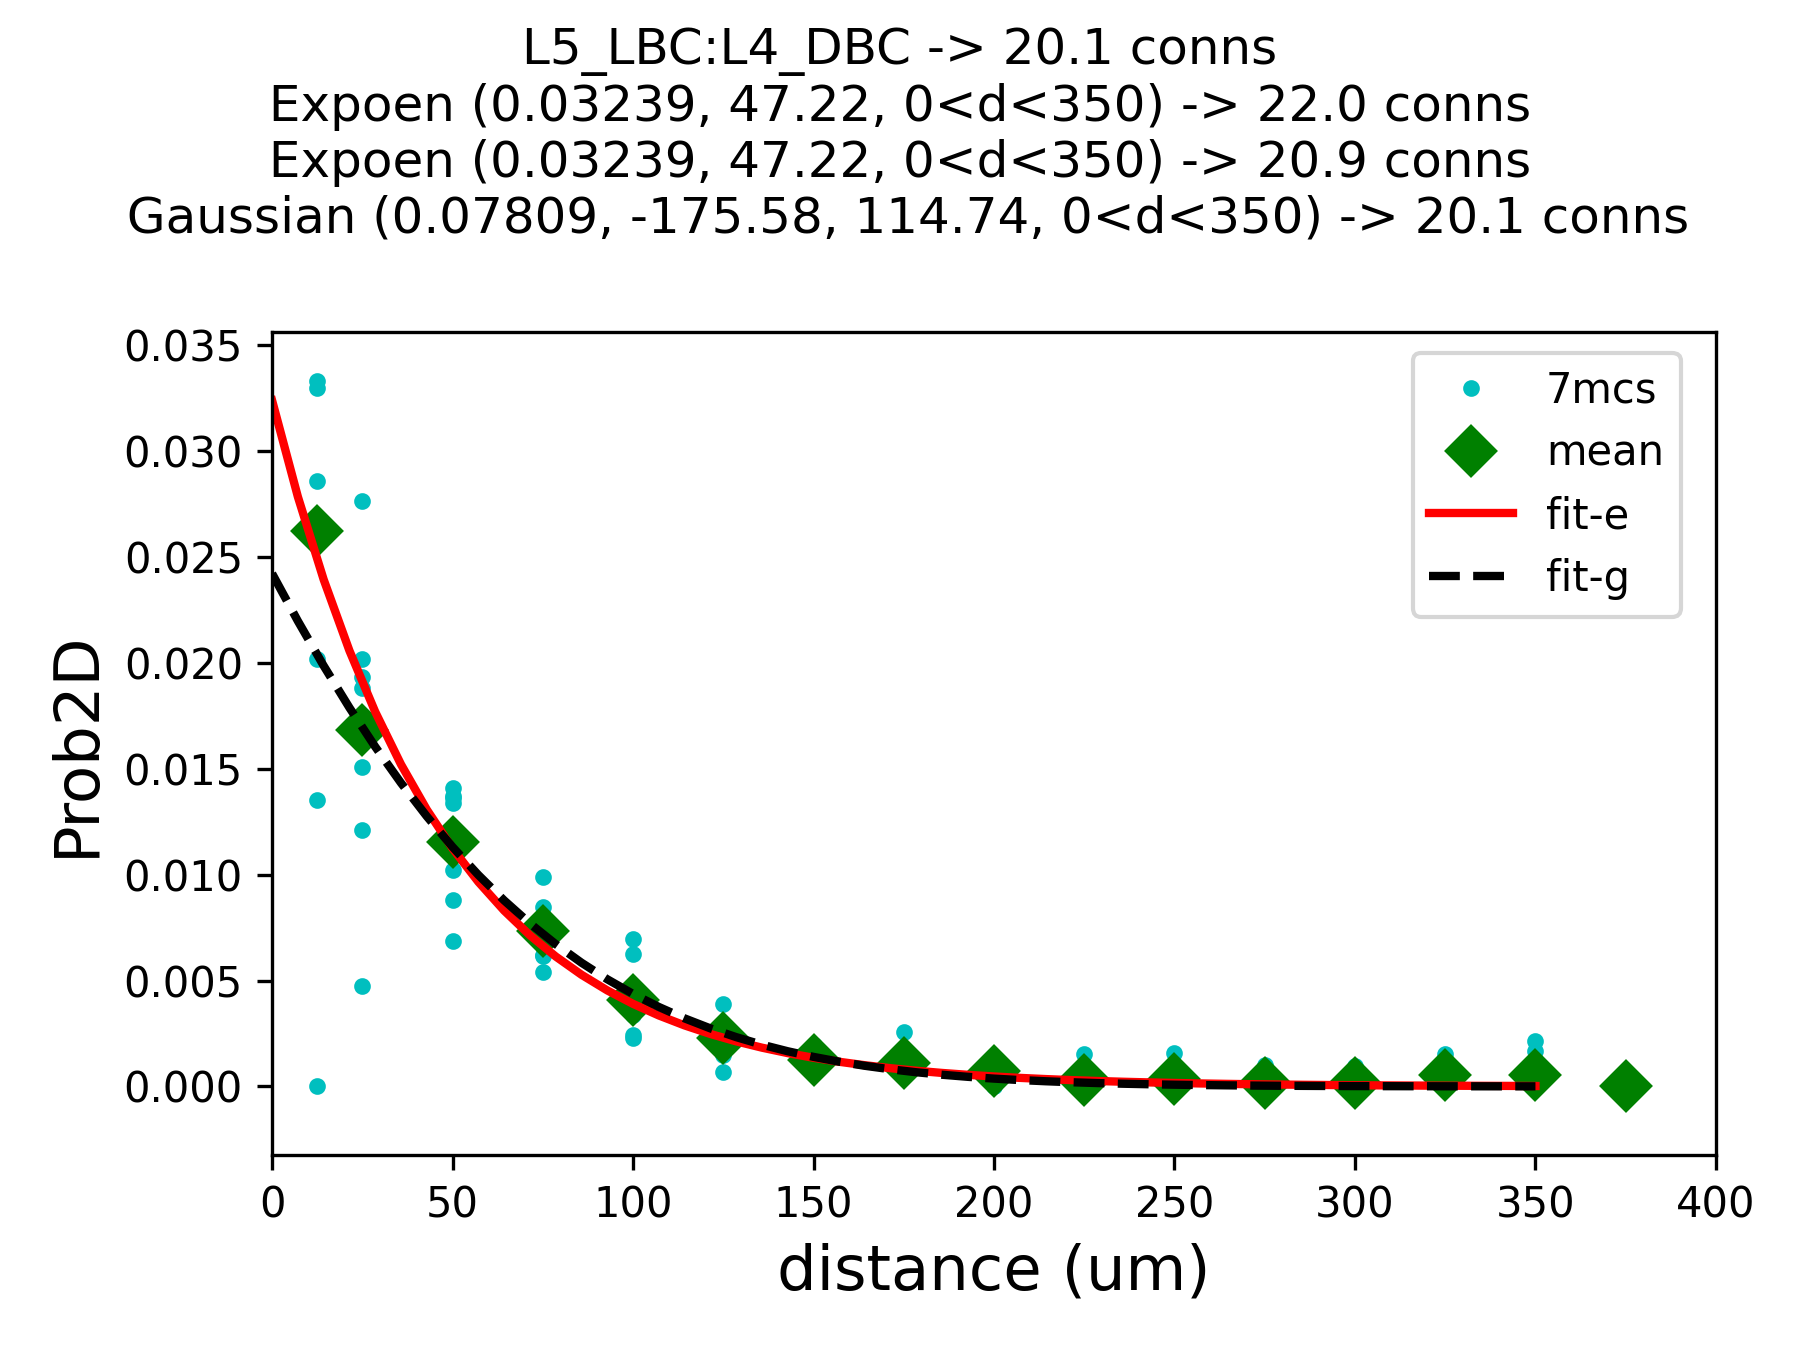 L5_LBC:L4_DBC -> 20.1 conns
Expoen (0.03239, 47.22, 0<d<350) -> 22.0 conns
Expoen (0.03239, 47.22, 0<d<350) -> 20.9 conns
Gaussian (0.07809, -175.58, 114.74, 0<d<350) -> 20.1 conns
0.035
0.030
0.025
0.020
0.015
0.010
0.005
0.000
Prob2D
7mcs
mean
fit-e
fit-g
0 50 100 150 200 250 300 350 400
distance (um)